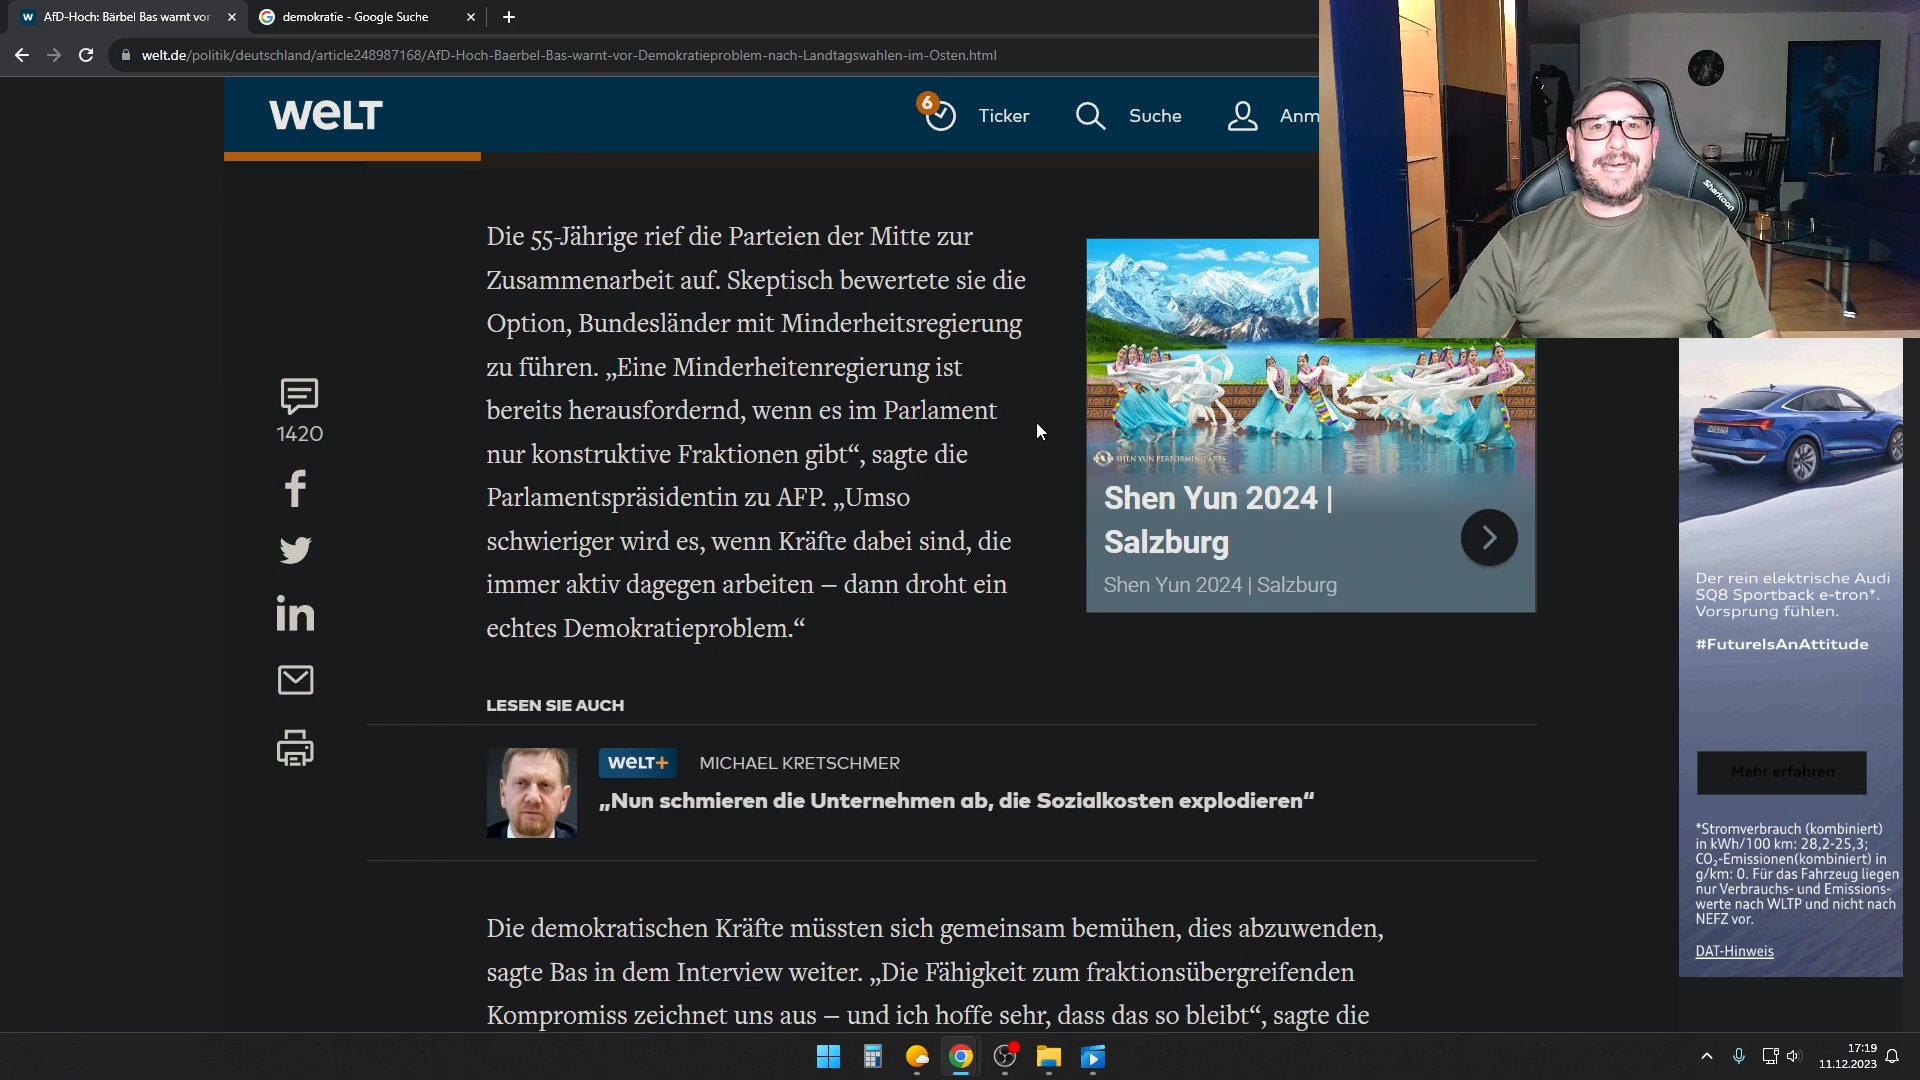 AfD-Hoch: Bärbel Bas warnt vor
demokratie - Google Suche
welt.de/politik/deutschland/article248987168/AfD-Hoch-Baerbel-Bas-warnt-vor-Demokratieproblem-nach-Landtagswahlen-im-Osten.html
WELT
6
Ticker
Suche
Anm
Die 55-Jährige rief die Parteien der Mitte zur
Zusammenarbeit auf. Skeptisch bewertete sie die
Option, Bundesländer mit Minderheitsregierung
zu führen. „Eine Minderheitenregierung ist
bereits herausfordernd, wenn es im Parlament
nur konstruktive Fraktionen gibt“, sagte die
Parlamentspräsidentin zu AFP. „Umso
schwieriger wird es, wenn Kräfte dabei sind, die
immer aktiv dagegen arbeiten – dann droht ein
echtes Demokratieproblem.“
1420
SHEN YUN PERFORMING ARTS
Shen Yun 2024 |
Salzburg
Shen Yun 2024 | Salzburg
Sharkoon
Der rein elektrische Audi
SQ8 Sportback e-tron*.
Vorsprung fühlen.
#FutureIsAnAttitude
Mehr erfahren
*Stromverbrauch (kombiniert)
in kWh/100 km: 28,2-25,3;
CO₂-Emissionen(kombiniert) in
g/km: 0. Für das Fahrzeug liegen
nur Verbrauchs- und Emissions-
werte nach WLTP und nicht nach
NEFZ vor.
DAT-Hinweis
LESEN SIE AUCH
WELT+ MICHAEL KRETSCHMER
„Nun schmieren die Unternehmen ab, die Sozialkosten explodieren“
Die demokratischen Kräfte müssten sich gemeinsam bemühen, dies abzuwenden,
sagte Bas in dem Interview weiter. „Die Fähigkeit zum fraktionsübergreifenden
Kompromiss zeichnet uns aus – und ich hoffe sehr, dass das so bleibt“, sagte die
17:19
11.12.2023